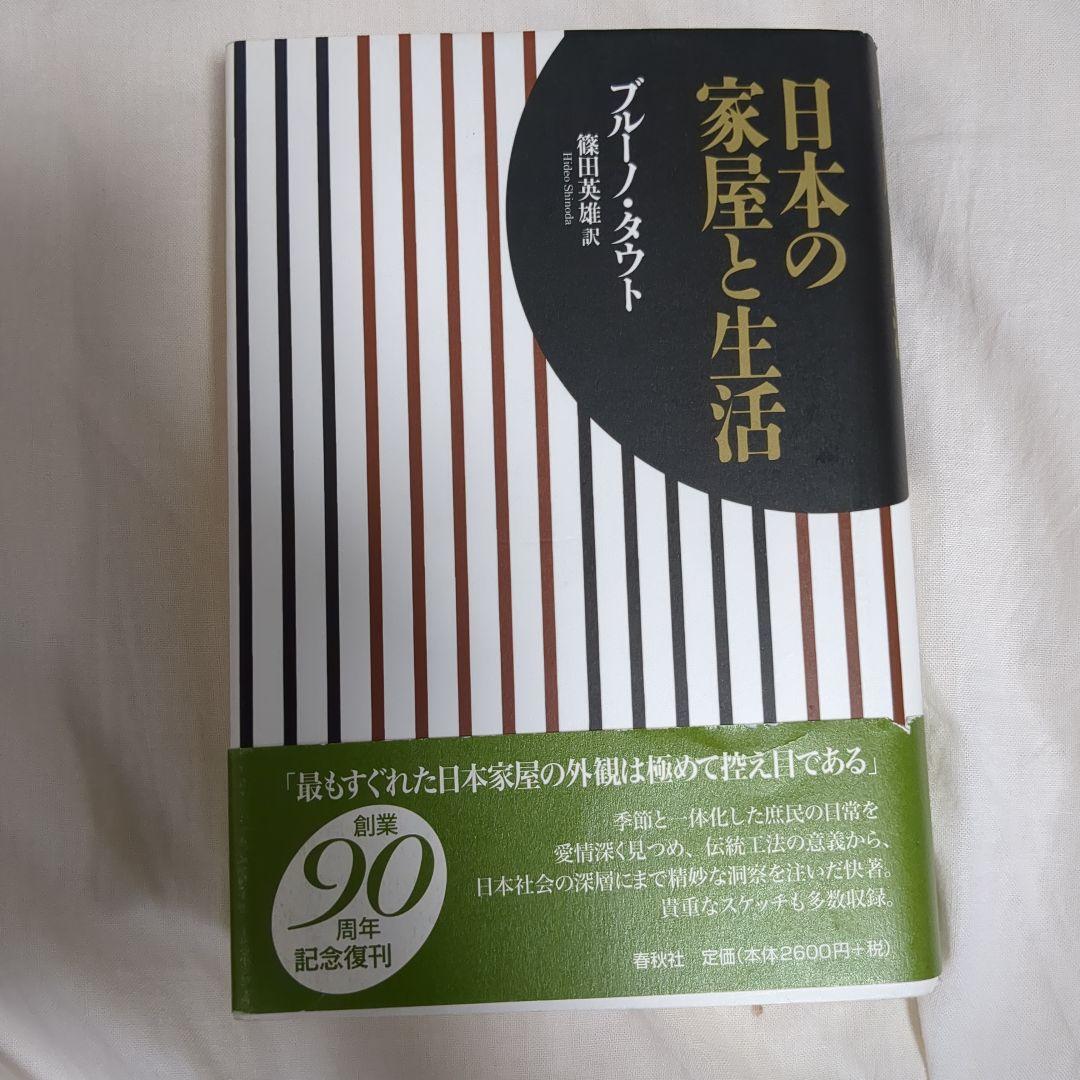 日本の
家屋と生活
ブルーノ・タウト
篠田英雄 訳
Hideo Shinoda
「最もすぐれた日本家屋の外観は極めて控え目である」
季節と一体化した庶民の日常を
愛情深く見つめ、伝統工法の意義から、
日本社会の深層にまで精妙な洞察を注いだ快著。
貴重なスケッチも多数収録。
創業
90
周年
記念復刊
春秋社 定価(本体2600円+税)